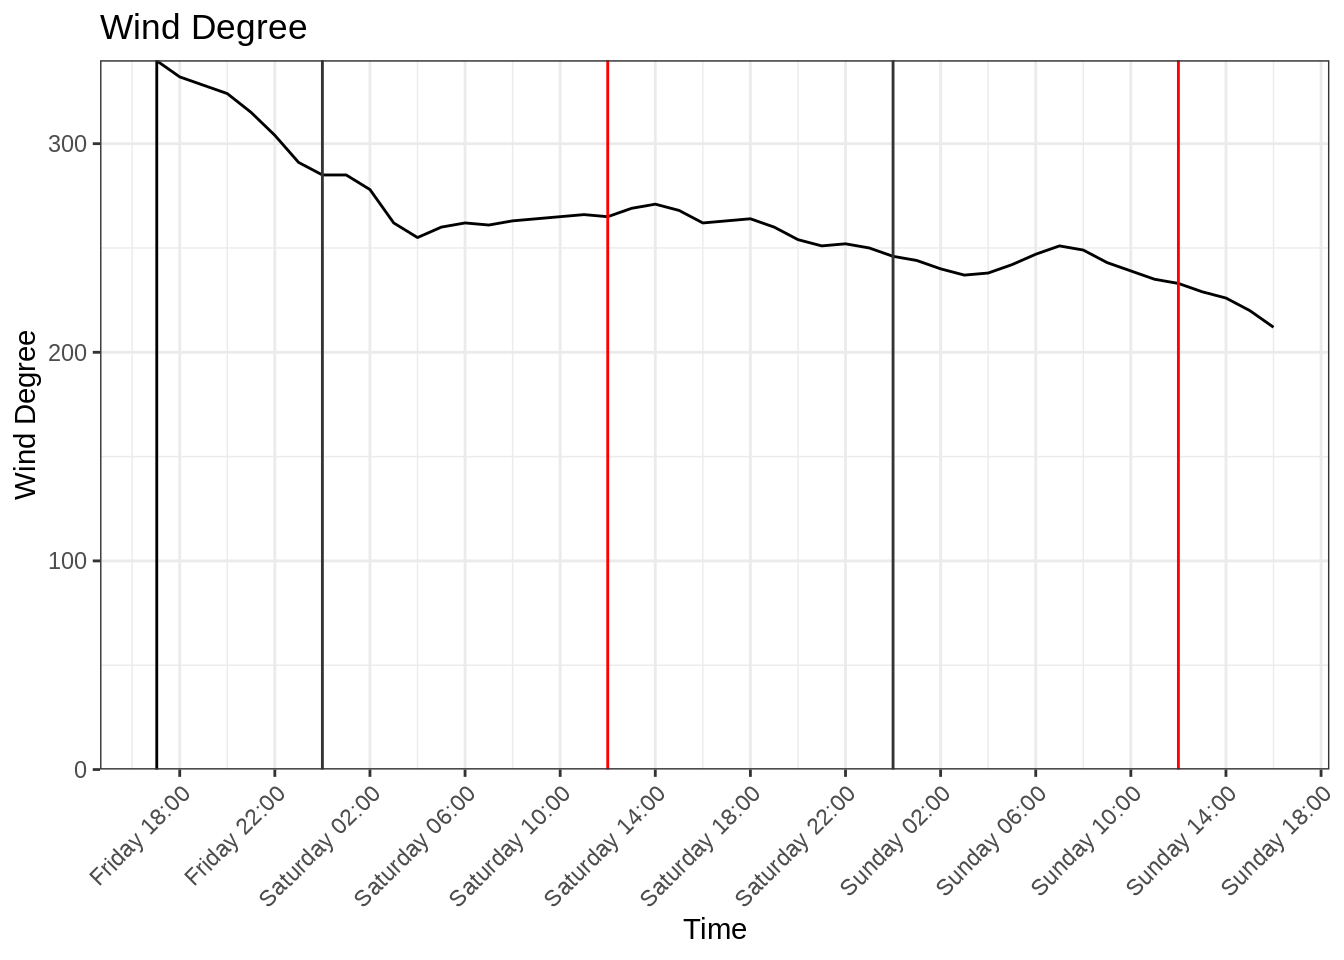 Wind Degree
Wind Degree
300
200
100
0
Friday 18:00
Friday 22:00
Saturday 02:00
Saturday 06:00
Saturday 10:00
Saturday 14:00
Saturday 18:00
Saturday 22:00
Sunday 02:00
Sunday 06:00
Sunday 10:00
Sunday 14:00
Sunday 18:00
Time